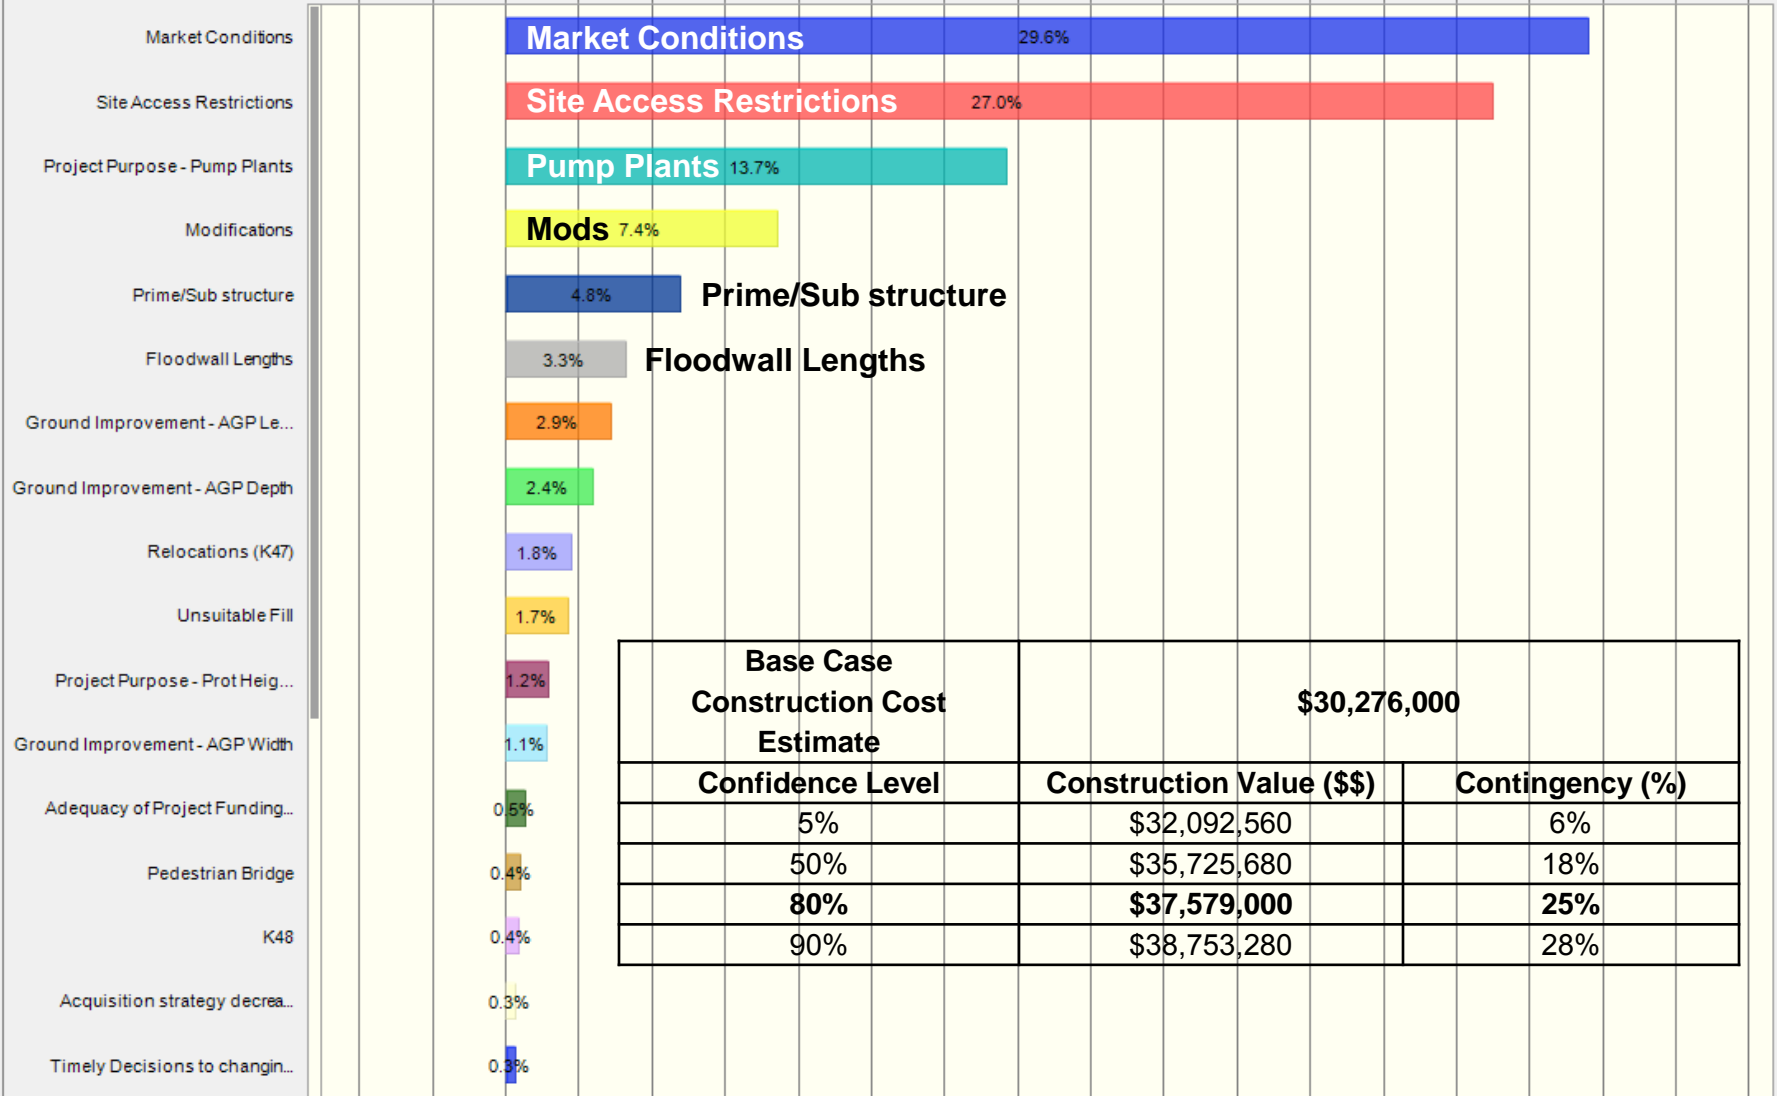 Market Conditions
Market Conditions 29.6%
Site Access Restrictions
Site Access Restrictions 27.0%
Project Purpose - Pump Plants
Pump Plants 13.7%
Modifications
Mods 7.4%
Prime/Sub structure
4.8% Prime/Sub structure
Floodwall Lengths
3.3% Floodwall Lengths
Ground Improvement - AGP Le...
2.9%
Ground Improvement - AGP Depth
2.4%
Relocations (K47)
1.8%
Unsuitable Fill
1.7%
Project Purpose - Prot Heig...
1.2%
Ground Improvement - AGP Width
1.1%
Adequacy of Project Funding...
0.5%
Pedestrian Bridge
0.4%
K48
0.4%
Acquisition strategy decrea...
0.3%
Timely Decisions to changin...
0.3%
Base Case
Construction Cost
Estimate
$30,276,000
Confidence Level Construction Value ($$) Contingency (%)
5% $32,092,560 6%
50% $35,725,680 18%
80% $37,579,000 25%
90% $38,753,280 28%